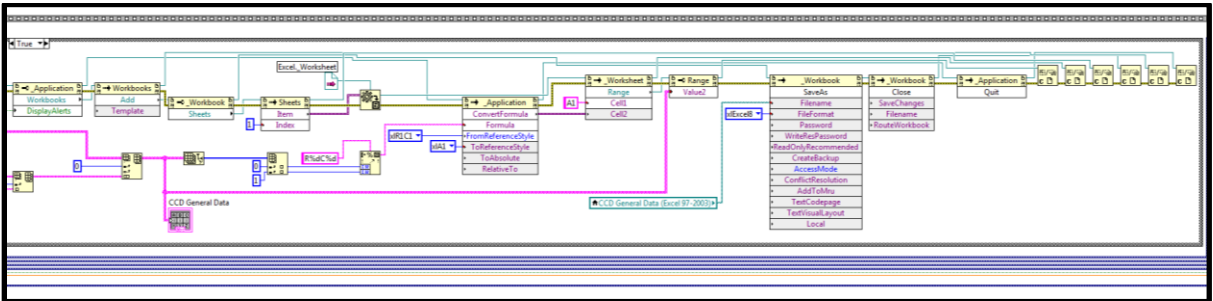 True
Excel._Worksheet
_Application
Workbooks
DisplayAlerts
Workbooks
Add
Template
_Workbook
Sheets
Sheets
Item
Index
1
_Application
ConvertFormula
Formula
FromReferenceStyle
ToReferenceStyle
ToAbsolute
RelativeTo
xlR1C1
xlA1
_Worksheet
Range
Cell1
Cell2
A1
Range
Value2
_Workbook
SaveAs
Filename
FileFormat
Password
WriteResPassword
ReadOnlyRecommended
CreateBackup
AccessMode
ConflictResolution
AddToMru
TextCodepage
TextVisualLayout
Local
xlExcel8
_Workbook
Close
SaveChanges
Filename
RouteWorkbook
_Application
Quit
0
R%dC%d
0
1
CCD General Data
CCD General Data (Excel 97-2003)